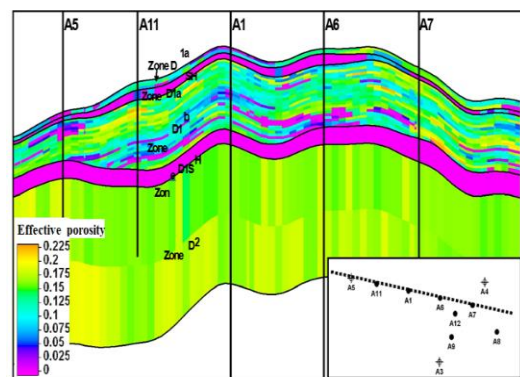 A5 A11 A1 A6 A7
1a
Zone D
SH
Zone D1a
b
D1
Zone
H
D1S
a
Zon
Zone D2
Effective porosity
0.225
0.2
0.175
0.15
0.125
0.1
0.075
0.05
0.025
0
A5
A11
A1
A4
A6
A7
A12
A9
A8
A3